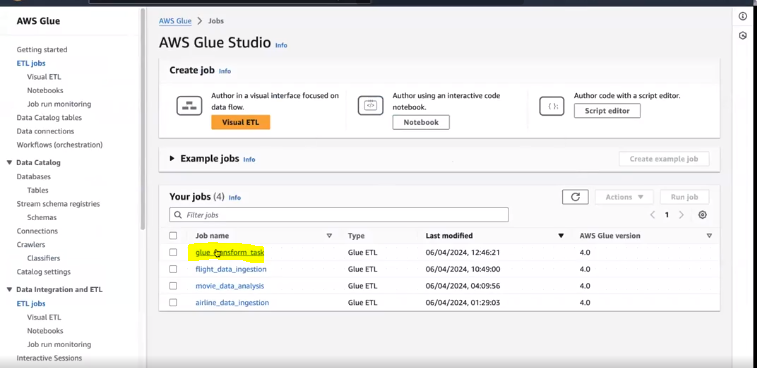 AWS Glue
Getting started
ETL jobs
Visual ETL
Notebooks
Job run monitoring
Data Catalog tables
Data connections
Workflows (orchestration)
Data Catalog
Databases
Tables
Stream schema registries
Schemas
Connections
Crawlers
Classifiers
Catalog settings
Data Integration and ETL
ETL jobs
Visual ETL
Notebooks
Job run monitoring
Interactive Sessions
AWS Glue > Jobs
AWS Glue Studio Info
Create job Info
Author in a visual interface focused on
data flow.
Visual ETL
Author using an interactive code
notebook.
Notebook
Author code with a script editor.
Script editor
Example jobs Info
Create example job
Your jobs (4) Info
Actions
Run job
Filter jobs
1
Job name Type Last modified AWS Glue version
glue_transform_task Glue ETL 06/04/2024, 12:46:21 4.0
flight_data_ingestion Glue ETL 06/04/2024, 10:49:00 4.0
movie_data_analysis Glue ETL 06/04/2024, 04:09:56 4.0
airline_data_ingestion Glue ETL 06/04/2024, 01:29:03 4.0